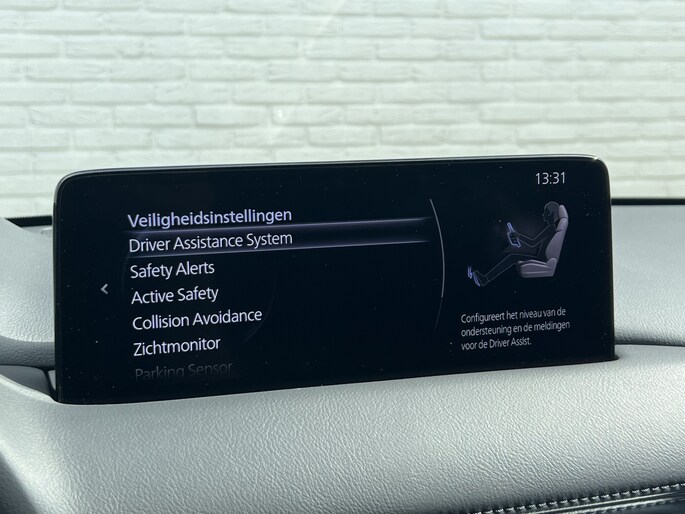 13:31
Veiligheidsinstellingen
Driver Assistance System
Safety Alerts
Active Safety
Collision Avoidance
Zichtmonitor
Parking Sensor
Configureert het niveau van de
ondersteuning en de meldingen
voor de Driver Assist.